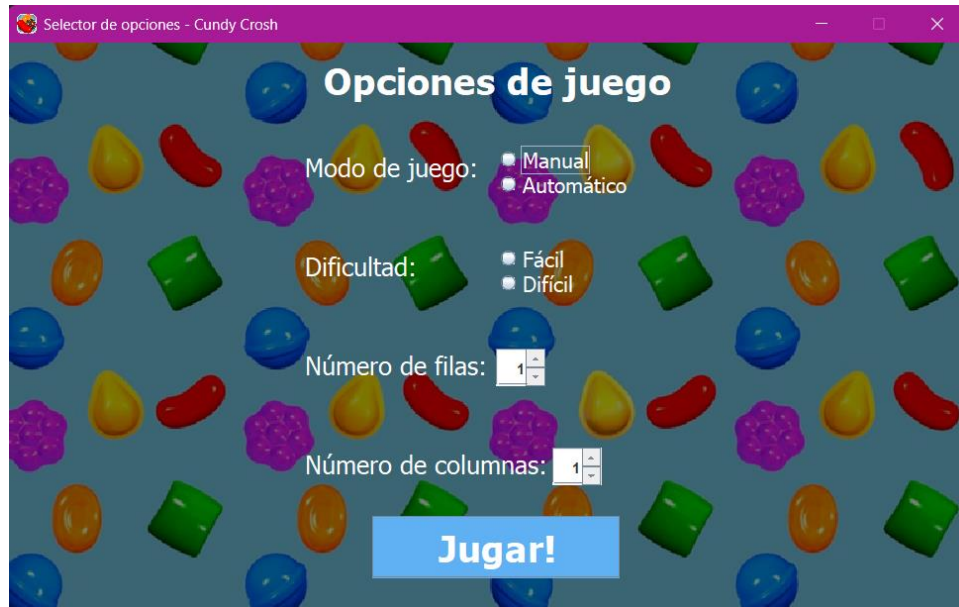 Selector de opciones - Cundy Crosh
Opciones de juego
Modo de juego:
Manual
Automático
Dificultad:
Fácil
Difícil
Número de filas: 1
Número de columnas: 1
Jugar!